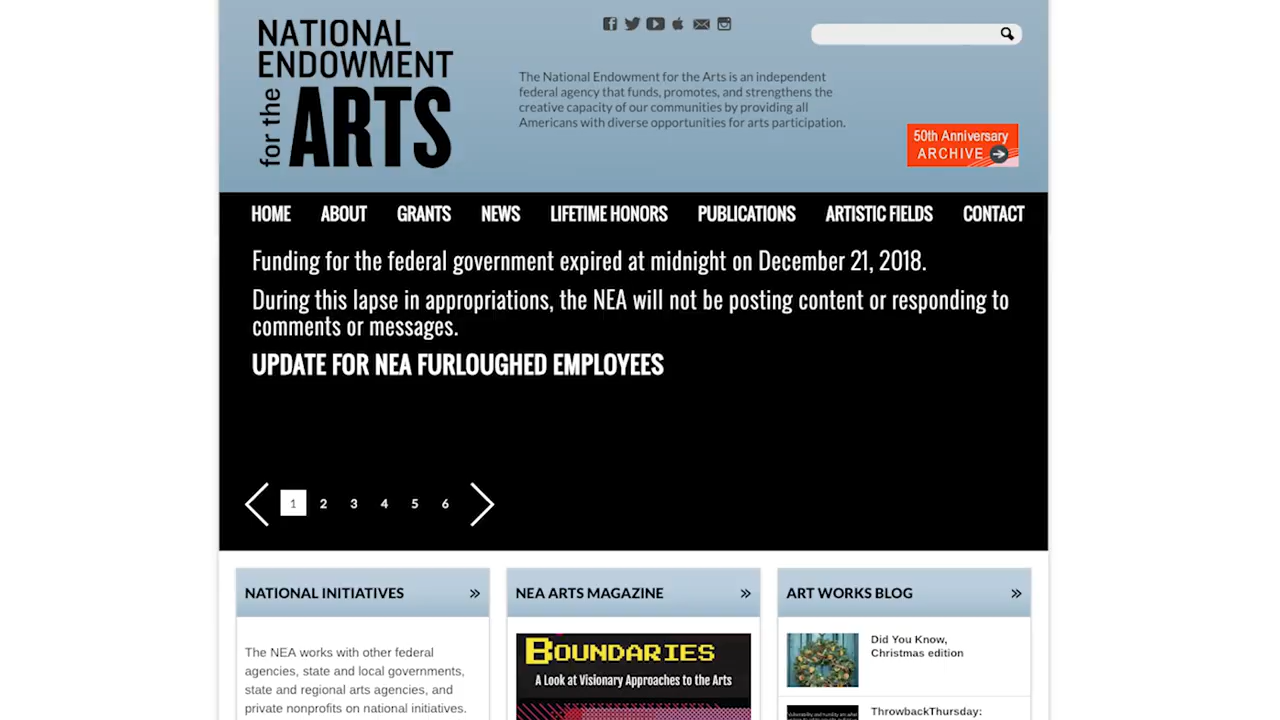 NATIONAL
ENDOWMENT
for the
ARTS
The National Endowment for the Arts is an independent
federal agency that funds, promotes, and strengthens the
creative capacity of our communities by providing all
Americans with diverse opportunities for arts participation.
50th Anniversary
ARCHIVE
HOME ABOUT GRANTS NEWS LIFETIME HONORS PUBLICATIONS ARTISTIC FIELDS CONTACT
Funding for the federal government expired at midnight on December 21, 2018.
During this lapse in appropriations, the NEA will not be posting content or responding to
comments or messages.
UPDATE FOR NEA FURLOUGHED EMPLOYEES
1 2 3 4 5 6
NATIONAL INITIATIVES »
The NEA works with other federal
agencies, state and local governments,
state and regional arts agencies, and
private nonprofits on national initiatives.
NEA ARTS MAGAZINE »
BOUNDARIES
A Look at Visionary Approaches to the Arts
ART WORKS BLOG »
Did You Know,
Christmas edition
ThrowbackThursday: